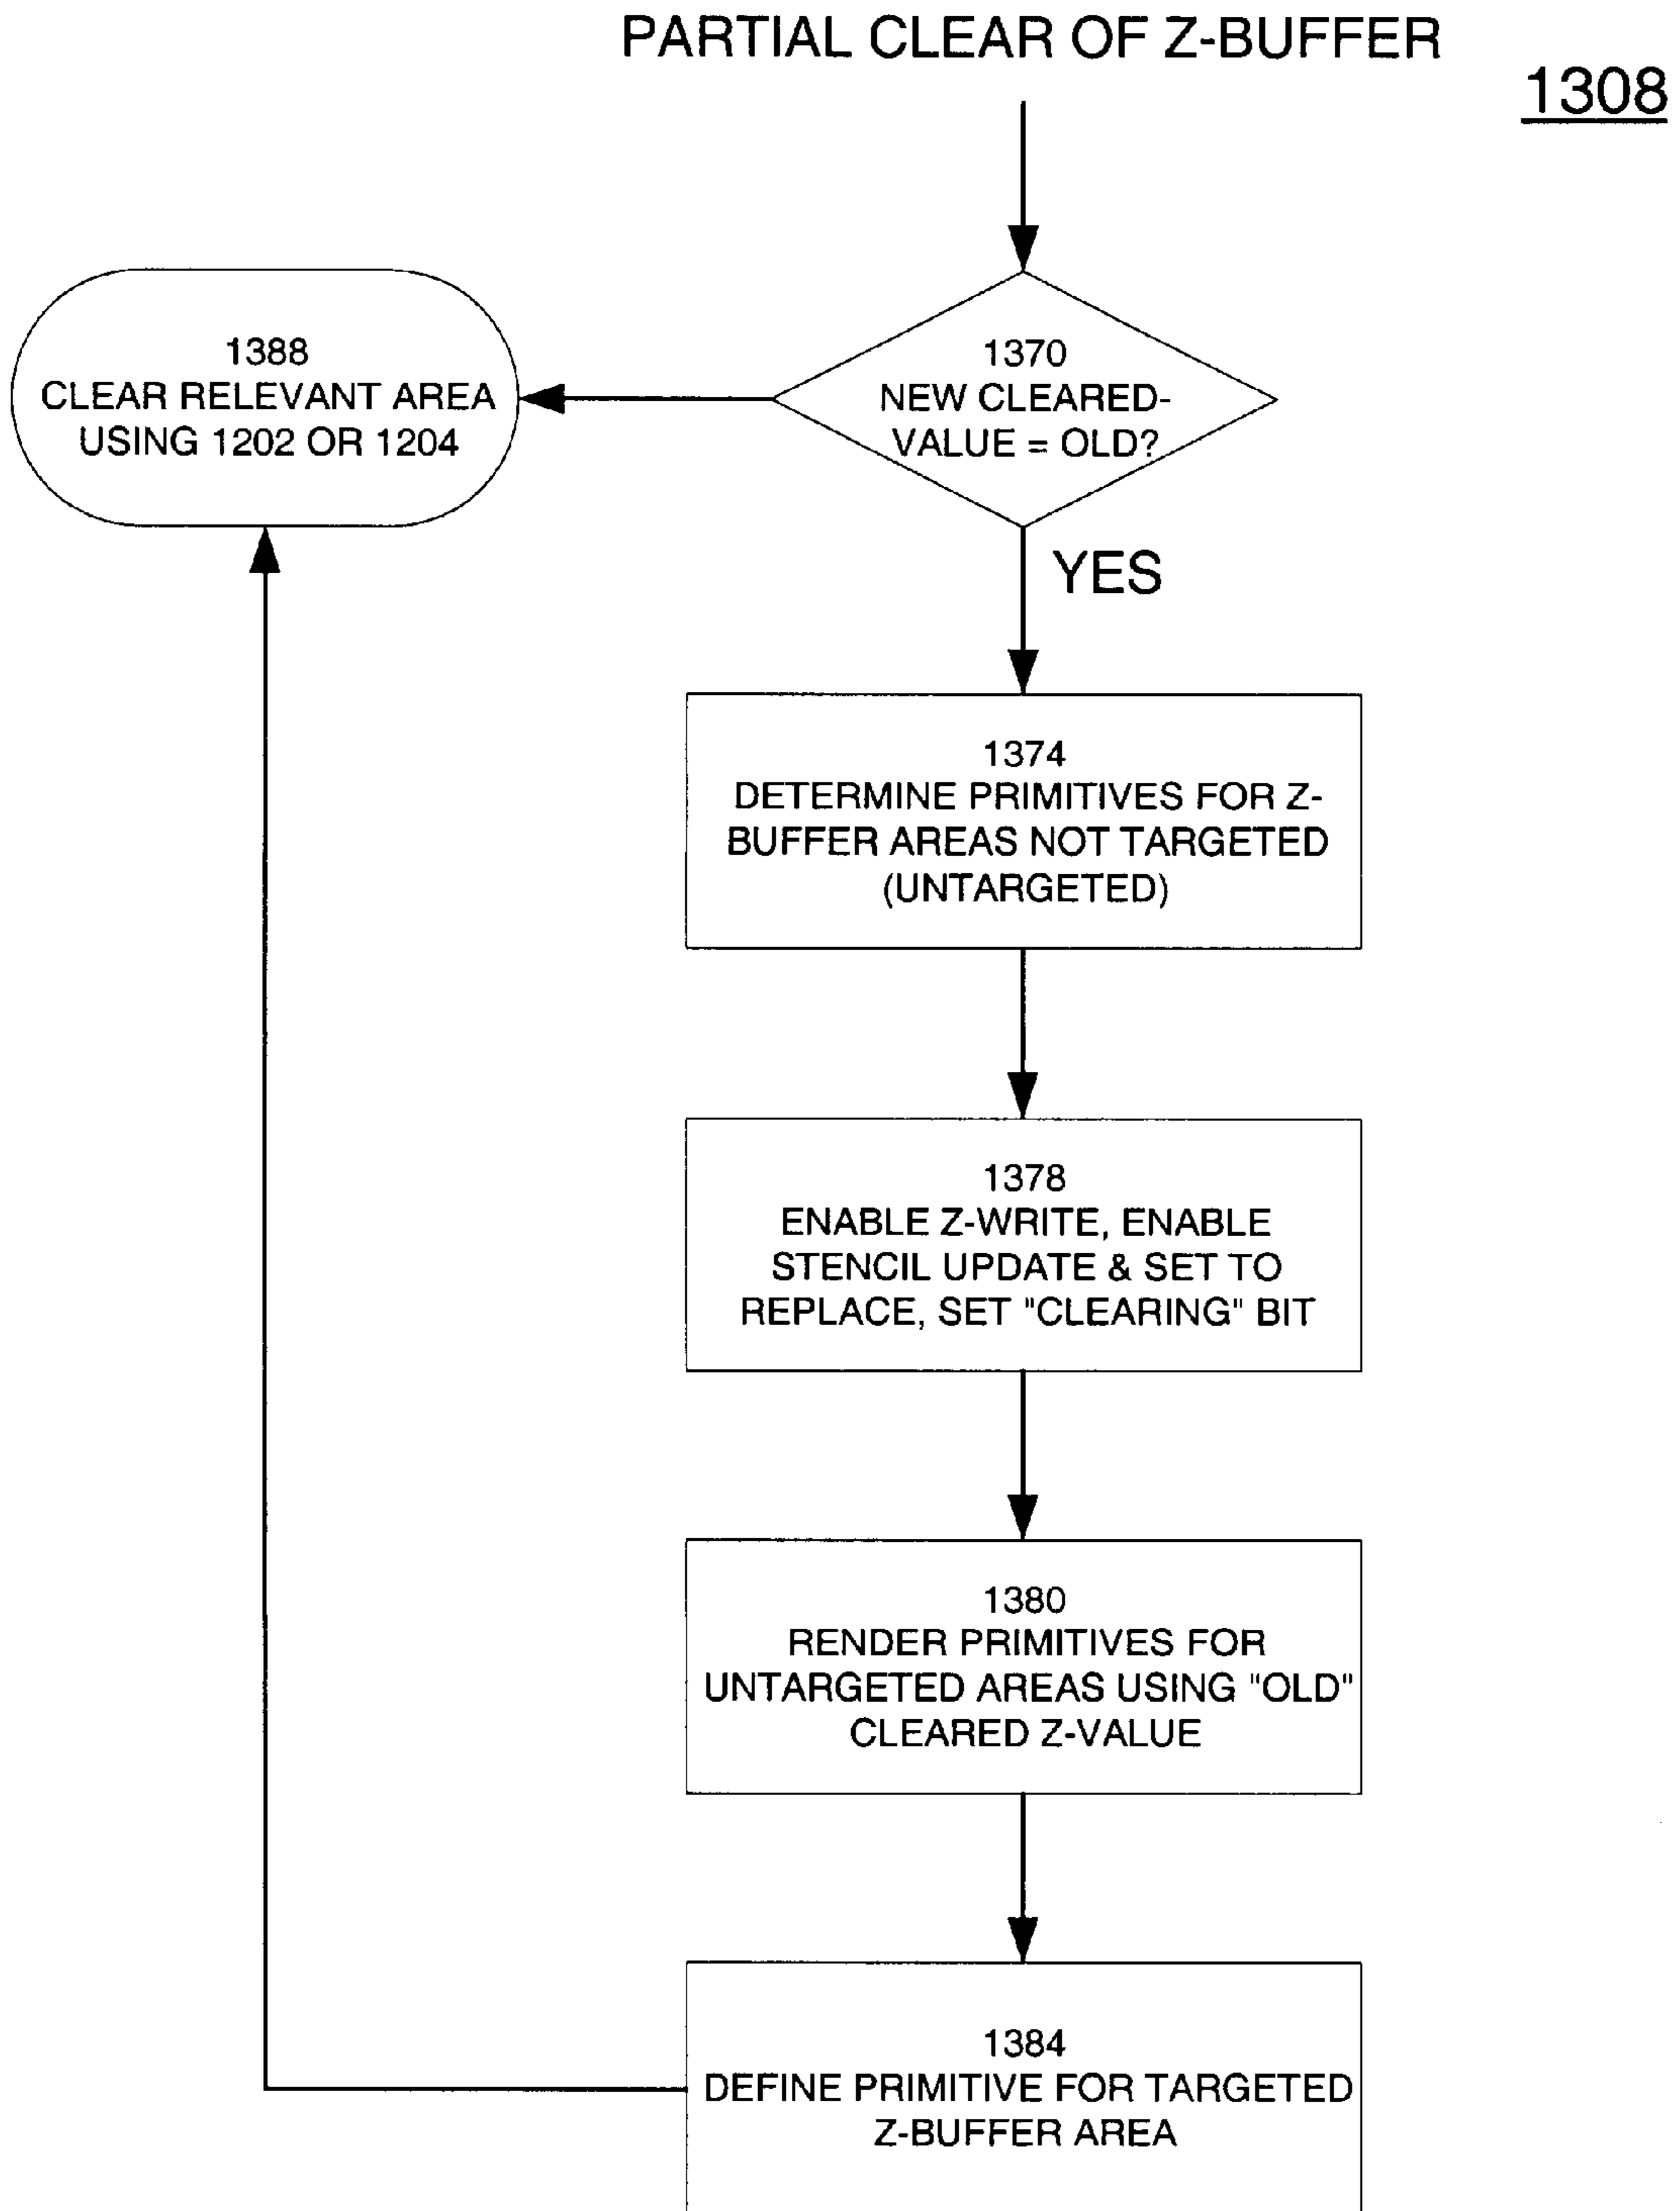 PARTIAL CLEAR OF Z-BUFFER
1308
1388
CLEAR RELEVANT AREA
USING 1202 OR 1204
1370
NEW CLEARED-
VALUE = OLD?
YES
1374
DETERMINE PRIMITIVES FOR Z-
BUFFER AREAS NOT TARGETED
(UNTARGETED)
1378
ENABLE Z-WRITE, ENABLE
STENCIL UPDATE & SET TO
REPLACE, SET "CLEARING" BIT
1380
RENDER PRIMITIVES FOR
UNTARGETED AREAS USING "OLD"
CLEARED Z-VALUE
1384
DEFINE PRIMITIVE FOR TARGETED
Z-BUFFER AREA